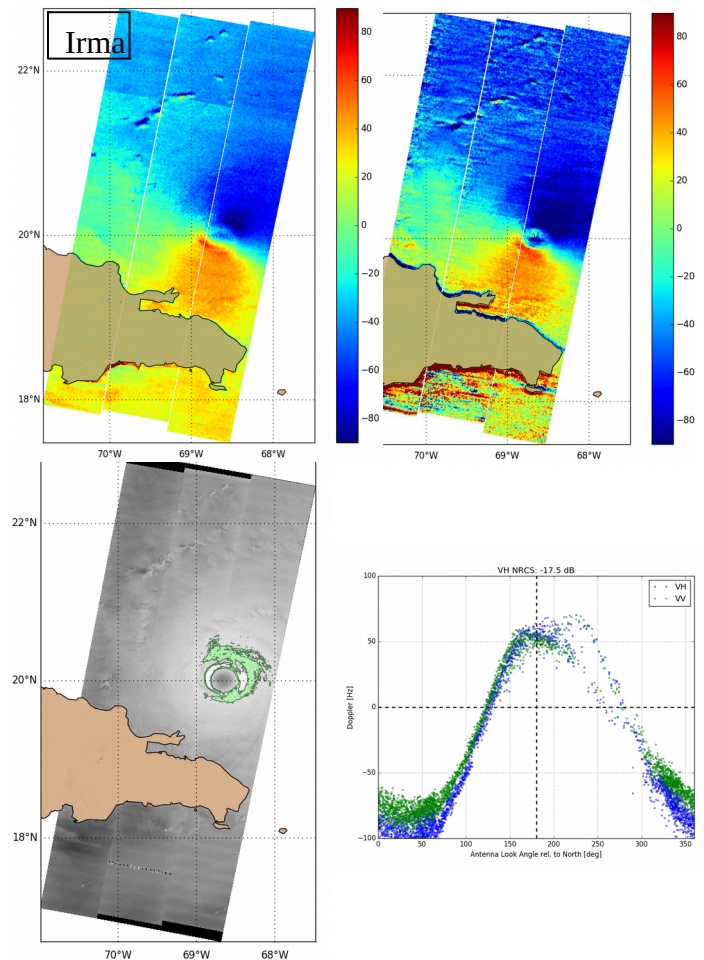 Irma
22°N
20°N
18°N
70°W 69°W 68°W
80
60
40
20
0
−20
−40
−60
−80
70°W 69°W 68°W
80
60
40
20
0
−20
−40
−60
−80
22°N
20°N
18°N
70°W 69°W 68°W
VH NRCS: -17.5 dB
VH
VV
Doppler [Hz]
100
50
0
−50
−100
0 50 100 150 200 250 300 350
Antenna Look Angle rel. to North [deg]